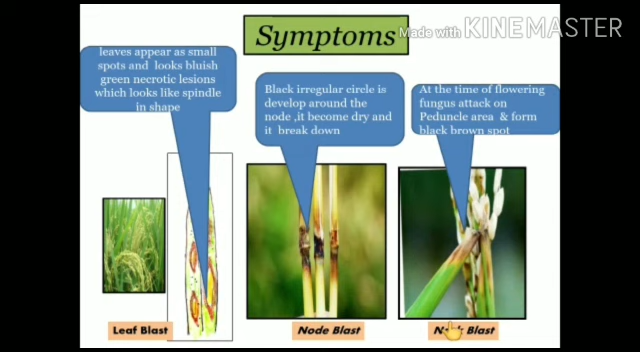 Symptoms
Made with KINEMASTER
leaves appear as small
spots and looks bluish
green necrotic lesions
which looks like spindle
in shape
Black irregular circle is
develop around the
node ,it become dry and
it break down
At the time of flowering
fungus attack on
Peduncle area & form
black brown spot
Leaf Blast
Node Blast
Blast